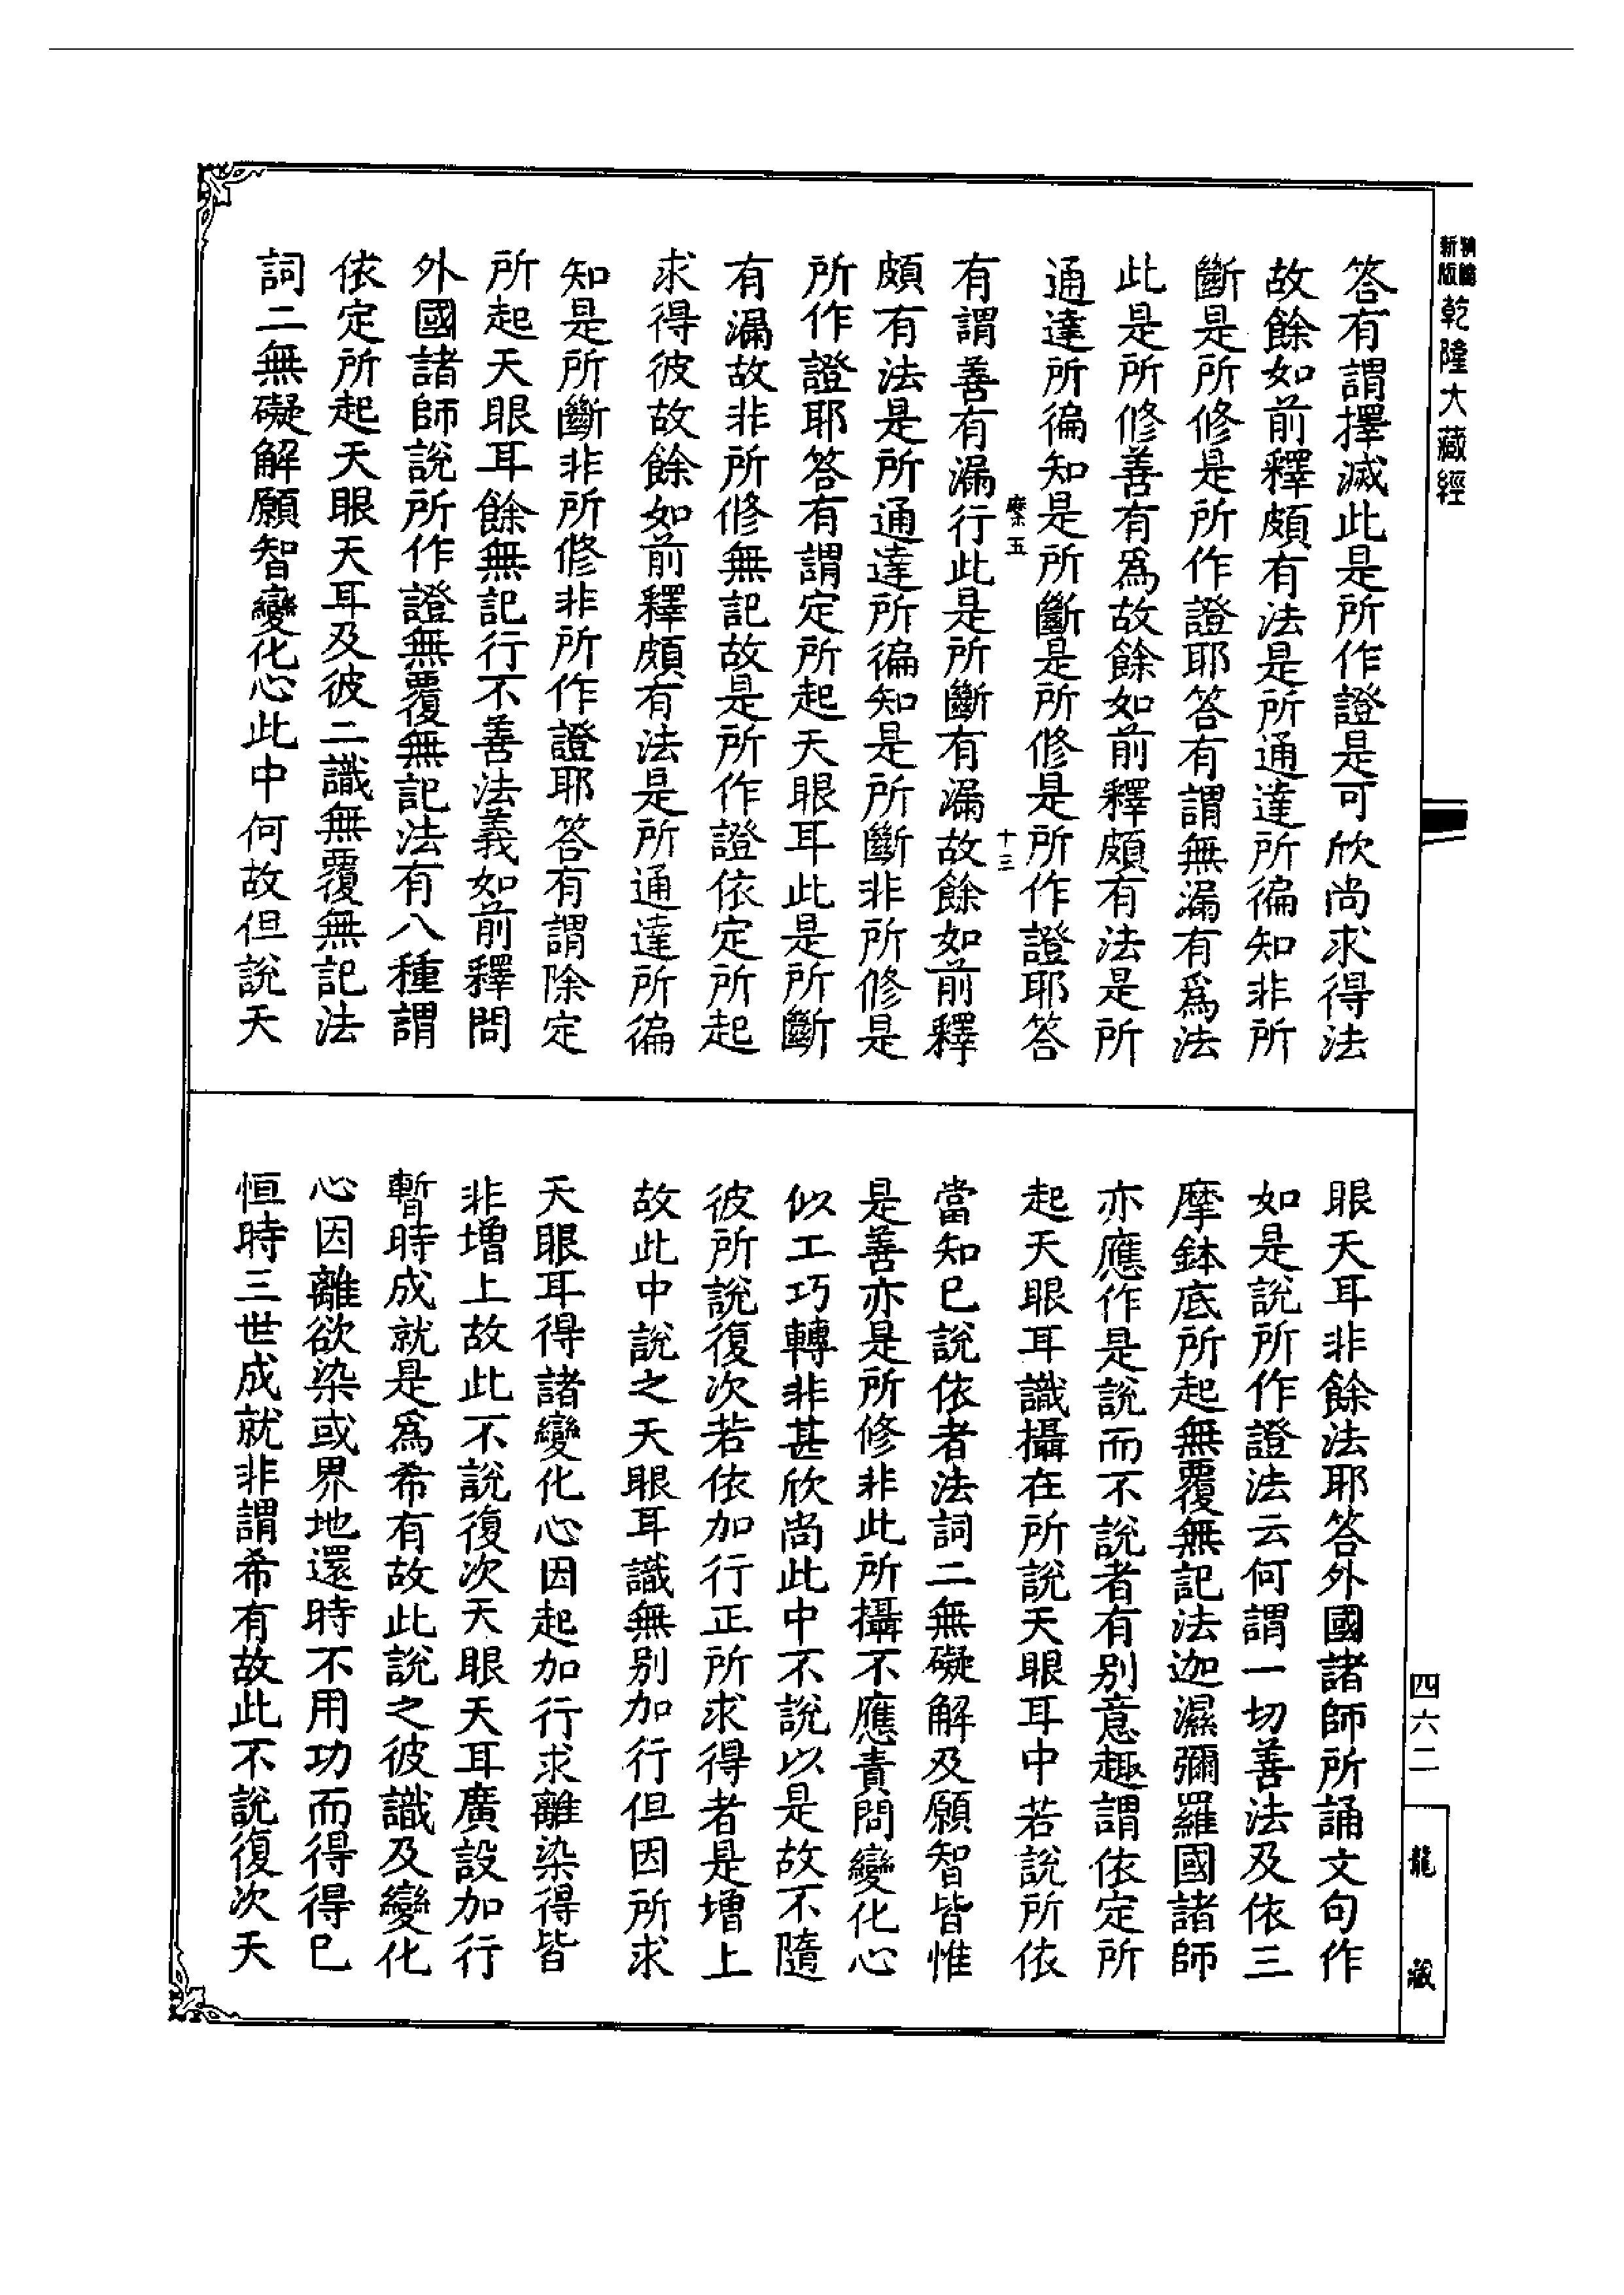 新版
乾隆大藏經
答有謂擇滅此是所作證是可欣尚求得法
故餘如前釋頗有法是所通達所徧知非所
斷是所修是所作證耶答有謂無漏有爲法
此是所修善有爲故餘如前釋頗有法是所
通達所徧知是所斷是所修是所作證耶答
五
十三
有謂善有漏行此是所斷有漏故餘如前釋
頗有法是所通達所徧知是所斷非所修是
所作證耶答有謂定所起天眼耳此是所斷
有漏故非所修無記故是所作證依定所起
求得彼故餘如前釋頗有法是所通達所徧
知是所斷非所修非所作證耶答有謂除定
所起天眼耳餘無記行不善法義如前釋問
外國諸師說所作證無覆無記法有八種謂
依定所起天眼天耳及彼二識無覆無記法
詞二無礙解願智變化心此中何故但說天
眼天耳非餘法耶答外國諸師所誦文句作
如是說所作證法云何謂一切善法及依三
摩鉢底所起無覆無記法迦濕彌羅國諸師
亦應作是說而不說者有別意趣謂依定所
起天眼耳識攝在所說天眼耳中若說所依
當知已說依者法詞二無礙解及願智皆惟
是善亦是所修非此所攝不應責問變化心
似工巧轉非甚欣尚此中不說以是故不隨
彼所說復次若依加行正所求得者是增上
故此中說之天眼耳識無別加行但因所求
天眼耳得諸變化心因起加行求離染得皆
非增上故此不說復次天眼天耳廣設加行
暫時成就是爲希有故此說之彼識及變化
心因離欲染或界地還時不用功而得得已
恒時三世成就非謂希有故此不說復次天
四六二
龍藏